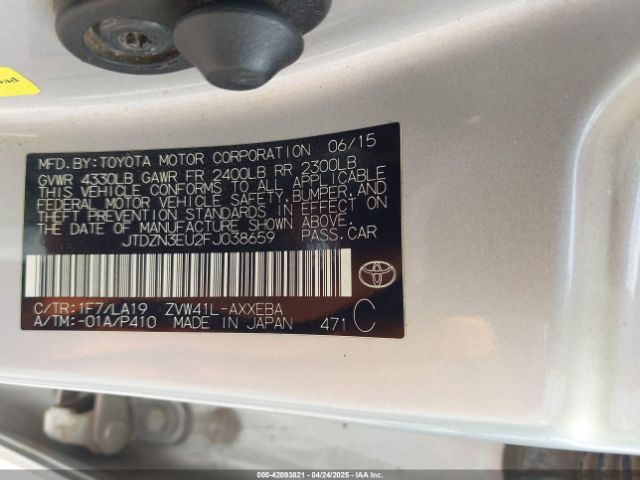 MFD.BY:TOYOTA MOTOR CORPORATION 06/15
GVWR 4330LB GAWR FR 2400LB RR 2300LB
THIS VEHICLE CONFORMS TO ALL APPLICABLE
FEDERAL MOTOR VEHICLE SAFETY,BUMPER,AND
THEFT PREVENTION STANDARDS IN EFFECT ON
THE DATE OF MANUFACTURE SHOWN ABOVE.
JTDZN3EU2FJ038659 PASS.CAR
C/TR:1F7/LA19 ZVW41L-AXXEBA
A/TM:-01A/P410 MADE IN JAPAN 471 C
TOYOTA
000-42093821 - 04/24/2025 - IAAI.COM